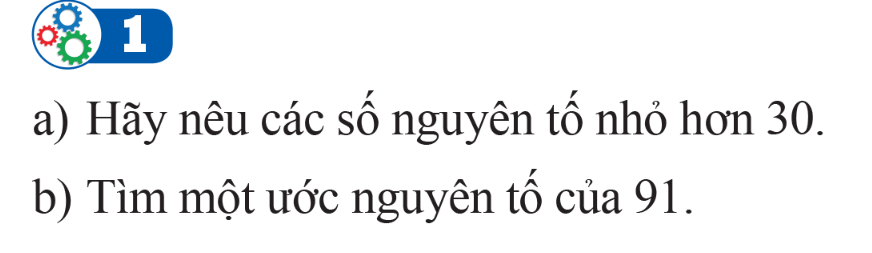 1
a) Hãy nêu các số nguyên tố nhỏ hơn 30.
b) Tìm một ước nguyên tố của 91.